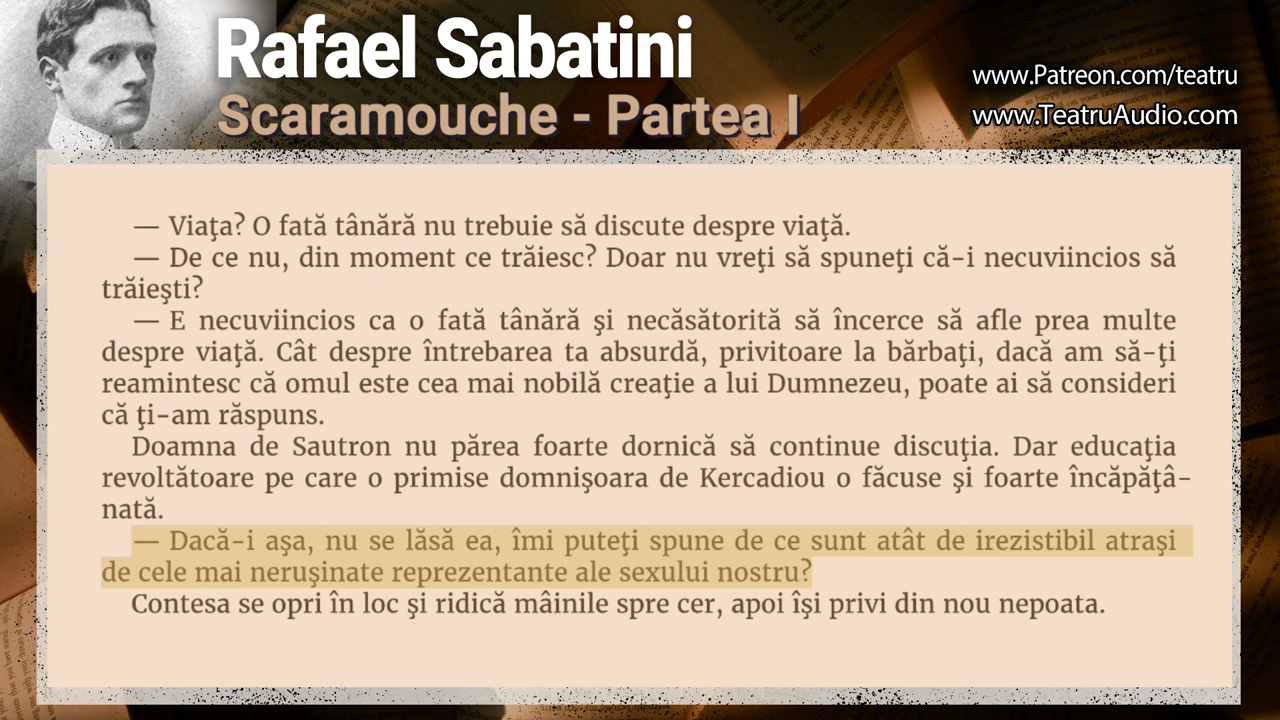 Rafael Sabatini
Scaramouche - Partea I
www.Patreon.com/teatru
www.TeatruAudio.com
— Viaţa? O fată tânără nu trebuie să discute despre viaţă.
— De ce nu, din moment ce trăiesc? Doar nu vreţi să spuneţi că-i necuviincios să
trăieşti?
— E necuviincios ca o fată tânără şi necăsătorită să încerce să afle prea multe
despre viaţă. Cât despre întrebarea ta absurdă, privitoare la bărbaţi, dacă am să-ţi
reamintesc că omul este cea mai nobilă creaţie a lui Dumnezeu, poate ai să consideri
că ţi-am răspuns.
Doamna de Sautron nu părea foarte dornică să continue discuţia. Dar educaţia
revoltătoare pe care o primise domnişoara de Kercadiou o făcuse şi foarte încăpăţâ-
nată.
— Dacă-i aşa, nu se lăsă ea, îmi puteţi spune de ce sunt atât de irezistibil atraşi
de cele mai neruşinate reprezentante ale sexului nostru?
Contesa se opri în loc şi ridică mâinile spre cer, apoi îşi privi din nou nepoata.